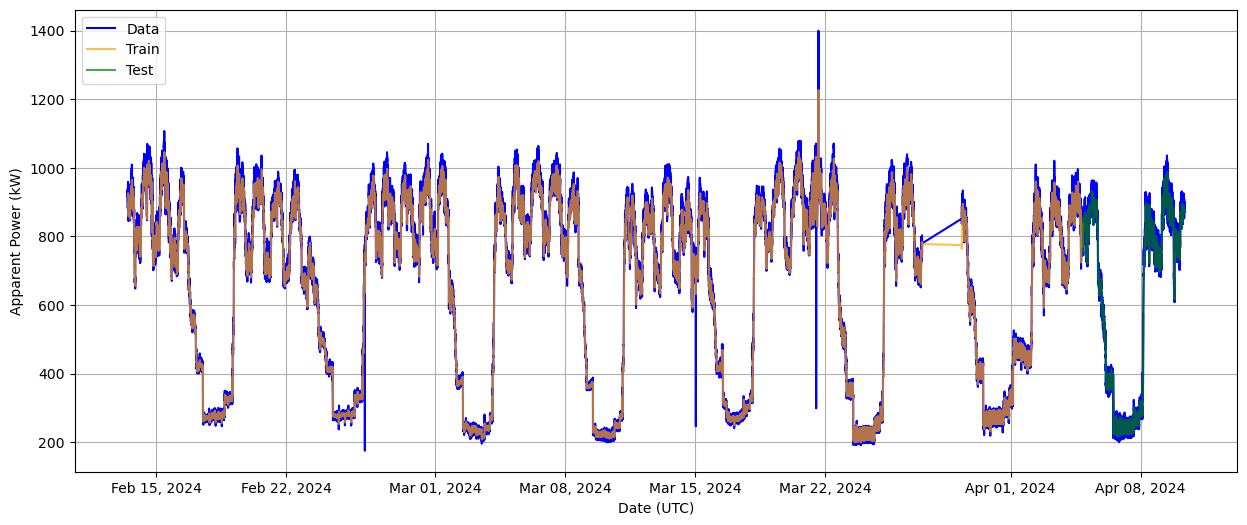 Data
Train
Test
Apparent Power (kW)
1400
1200
1000
800
600
400
200
Feb 15, 2024
Feb 22, 2024
Mar 01, 2024
Mar 08, 2024
Mar 15, 2024
Mar 22, 2024
Apr 01, 2024
Apr 08, 2024
Date (UTC)